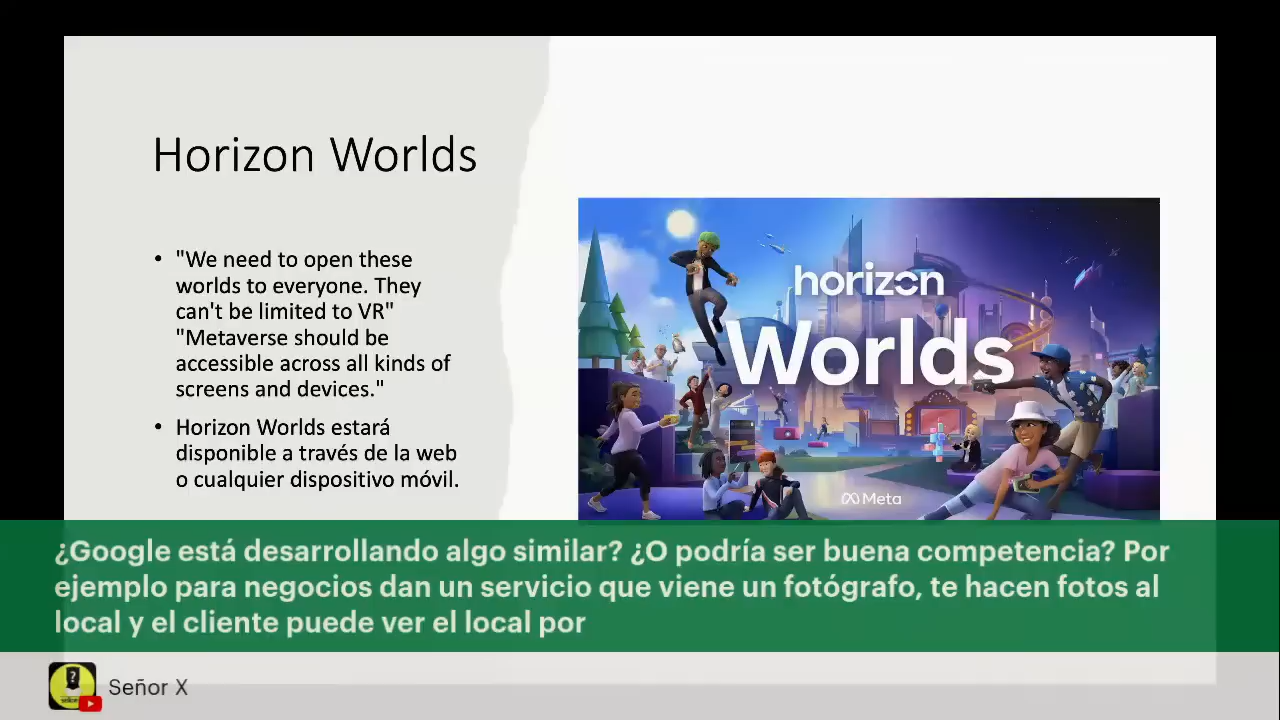 Horizon Worlds
• "We need to open these
worlds to everyone. They
can't be limited to VR"
"Metaverse should be
accessible across all kinds of
screens and devices."
• Horizon Worlds estará
disponible a través de la web
o cualquier dispositivo móvil.
horizon
Worlds
Meta
¿Google está desarrollando algo similar? ¿O podría ser buena competencia? Por
ejemplo para negocios dan un servicio que viene un fotógrafo, te hacen fotos al
local y el cliente puede ver el local por
Señor X